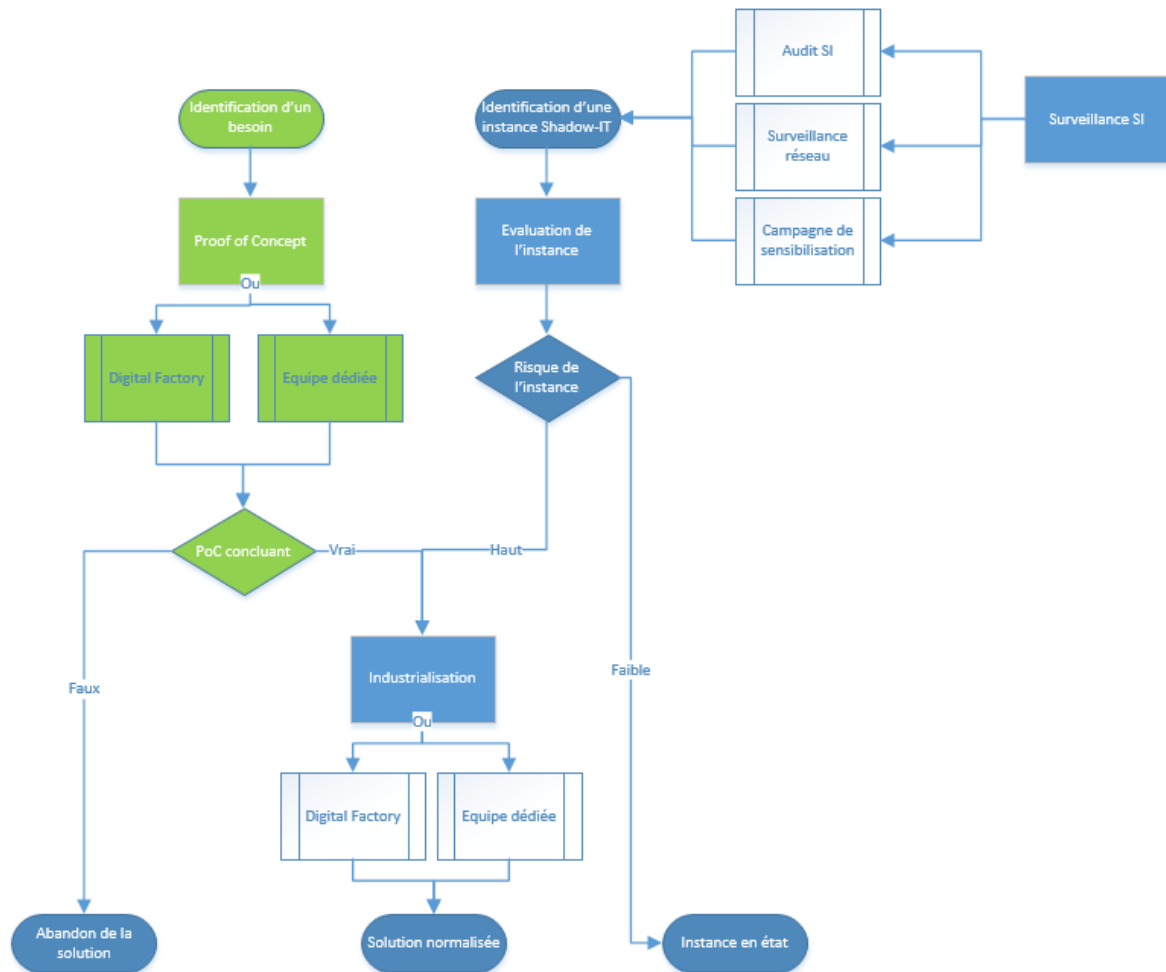 Audit SI
Identification d'un
besoin
Identification d'une
instance Shadow-IT
Surveillance
réseau
Surveillance SI
Proof of Concept
Evaluation de
l'instance
Campagne de
sensibilisation
Ou
Digital Factory
Equipe dédiée
Risque de
l'instance
PoC concluant
Vrai
Haut
Faux
Industrialisation
Faible
Ou
Digital Factory
Equipe dédiée
Abandon de la
solution
Solution normalisée
Instance en état